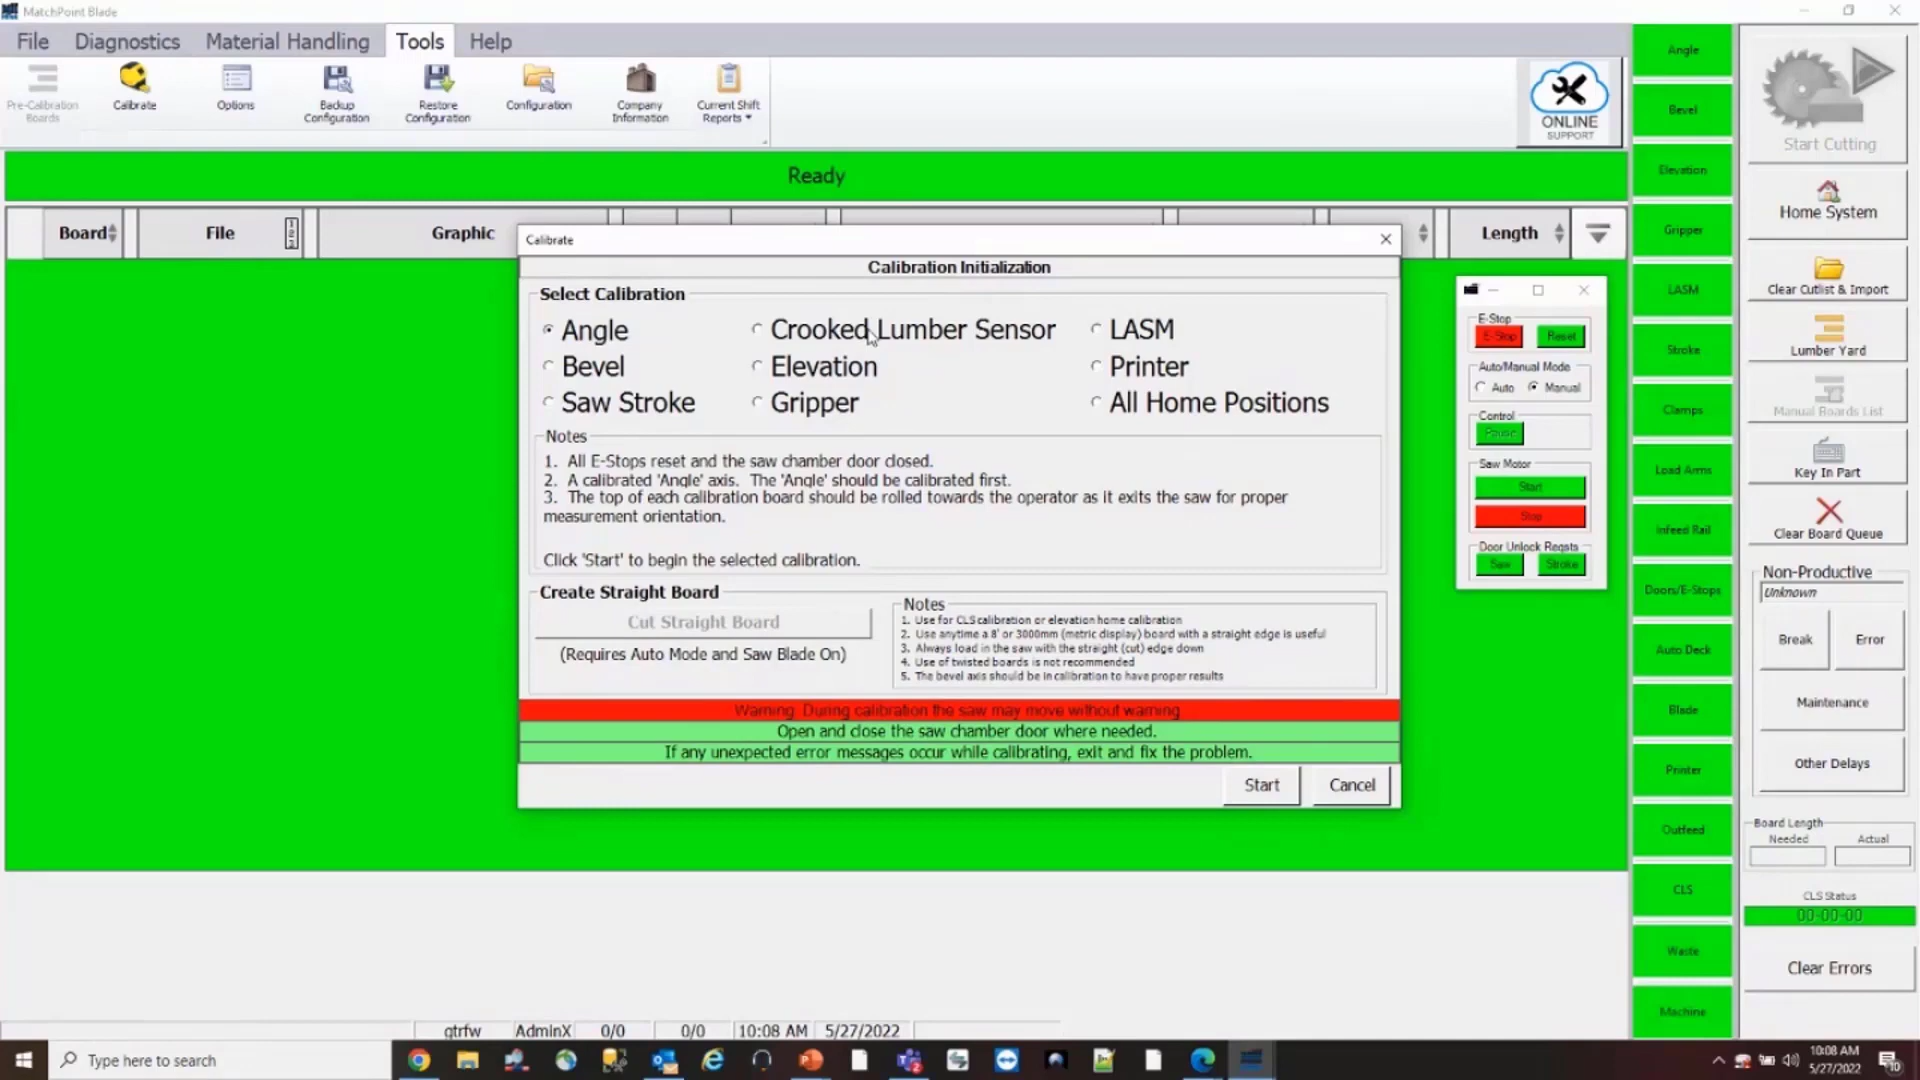 MatchPoint Blade
File
Diagnostics
Material Handling
Tools
Help
Pre-Calibration
Boards
Calibrate
Options
Backup
Configuration
Restore
Configuration
Configuration
Company
Information
Current Shift
Reports
ONLINE
SUPPORT
Ready
Board
File
Graphic
Length
Calibrate
Calibration Initialization
Select Calibration
Angle
Crooked Lumber Sensor
LASM
Bevel
Elevation
Printer
Saw Stroke
Gripper
All Home Positions
Notes
1. All E-Stops reset and the saw chamber door closed.
2. A calibrated 'Angle' axis. The 'Angle' should be calibrated first.
3. The top of each calibration board should be rolled towards the operator as it exits the saw for proper
measurement orientation.
Click 'Start' to begin the selected calibration.
Create Straight Board
Cut Straight Board
(Requires Auto Mode and Saw Blade On)
Notes
1. Use for CLS calibration or elevation home calibration
2. Use anytime a 8' or 3000mm (metric display) board with a straight edge is useful
3. Always load in the saw with the straight (cut) edge down
4. Use of twisted boards is not recommended
5. The bevel axis should be in calibration to have proper results
Warning: During calibration the saw may move without warning
Open and close the saw chamber door where needed.
If any unexpected error messages occur while calibrating, exit and fix the problem.
Start
Cancel
E-Stop
E-Stop
Reset
Auto/Manual Mode
Auto
Manual
Control
Pause
Saw Motor
Start
Stop
Door Unlock Reqsts
Saw
Stroke
Angle
Bevel
Elevation
Gripper
LASM
Stroke
Clamps
Load Arms
Infeed Rail
Doors/E-Stops
Auto Deck
Blade
Printer
Outfeed
CLS
Waste
Machine
Start Cutting
Home System
Clear Cutlist & Import
Lumber Yard
Manual Boards List
Key In Part
Clear Board Queue
Non-Productive
Unknown
Break
Error
Maintenance
Other Delays
Board Length
Needed
Actual
CLS Status
00-00-00
Clear Errors
qtrfw
AdminX
0/0
0/0
10:08 AM
5/27/2022
Type here to search
10:08 AM
5/27/2022